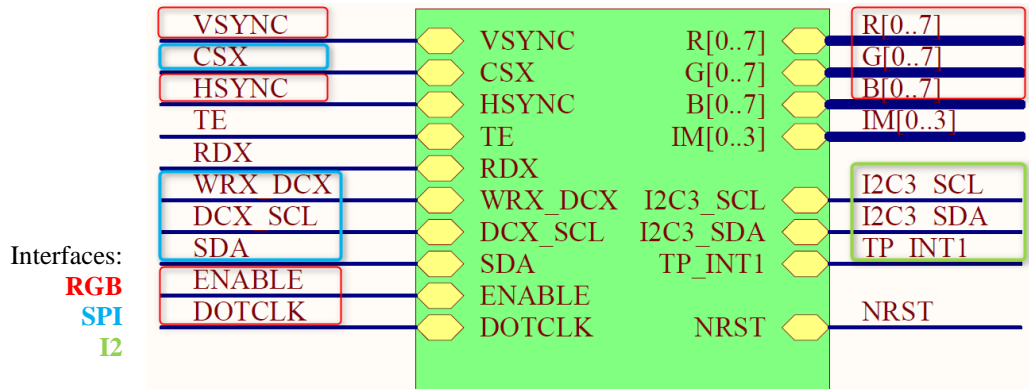 VSYNC
CSX
HSYNC
TE
RDX
WRX_DCX
DCX_SCL
SDA
ENABLE
DOTCLK
Interfaces:
RGB
SPI
I2
VSYNC
CSX
HSYNC
TE
RDX
WRX_DCX
DCX_SCL
SDA
ENABLE
DOTCLK
R[0..7]
G[0..7]
B[0..7]
IM[0..3]
I2C3_SCL
I2C3_SDA
TP_INT1
NRST
R[0..7]
G[0..7]
B[0..7]
IM[0..3]
I2C3_SCL
I2C3_SDA
TP_INT1
NRST